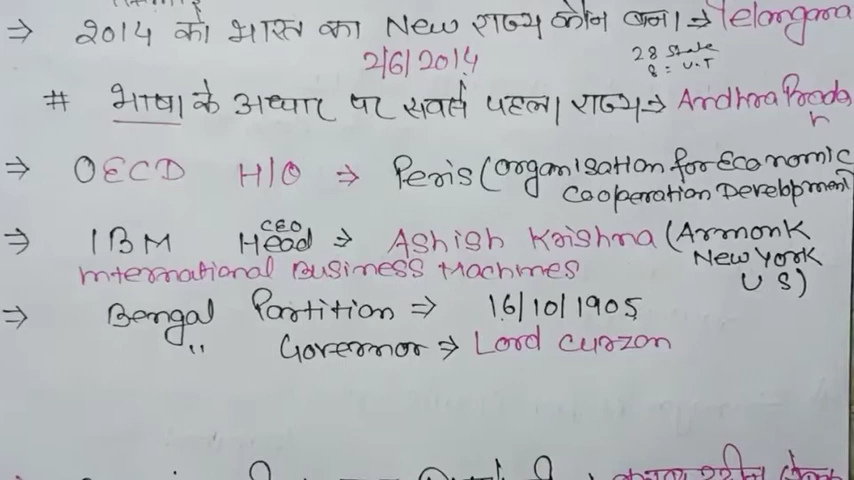 ⇒ 2014 को भारत का New राज्य कौन बना।⇒ Telangana
2/6/2014
28 State
8 = U.T
# भाषा के आधार पर सबसे पहला राज्य⇒ Andhra Prades
h
⇒ OECD H/O ⇒ Peris (Organisation for Economic
Cooperation Development
⇒ IBM CEO Head ⇒ Ashish Krishna (Armonk
New York
US)
International Business Machines
⇒ Bengal Partition ⇒ 16/10/1905
" Governor ⇒ Lord Curzon